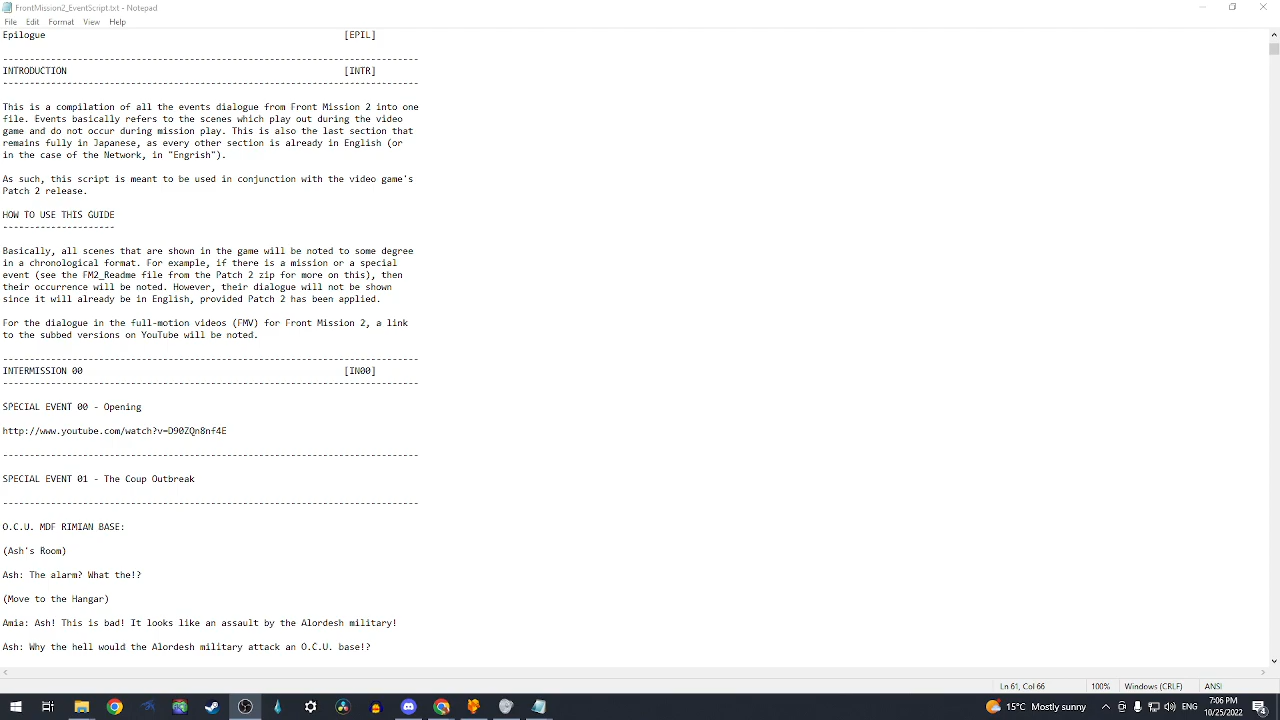 FrontMission2_EventScript.txt - Notepad
File Edit Format View Help
Epilogue [EPIL]
------------------------------------------------------------------------------
INTRODUCTION [INTR]
------------------------------------------------------------------------------
This is a compilation of all the events dialogue from Front Mission 2 into one
file. Events basically refers to the scenes which play out during the video
game and do not occur during mission play. This is also the last section that
remains fully in Japanese, as every other section is already in English (or
in the case of the Network, in "Engrish").
As such, this script is meant to be used in conjunction with the video game's
Patch 2 release.
HOW TO USE THIS GUIDE
---------------------
Basically, all scenes that are shown in the game will be noted to some degree
in a chronological format. For example, if there is a mission or a special
event (see the FM2_Readme file from the Patch 2 zip for more on this), then
their occurrence will be noted. However, their dialogue will not be shown
since it will already be in English, provided Patch 2 has been applied.
For the dialogue in the full-motion videos (FMV) for Front Mission 2, a link
to the subbed versions on YouTube will be noted.
------------------------------------------------------------------------------
INTERMISSION 00 [IN00]
------------------------------------------------------------------------------
SPECIAL EVENT 00 - Opening
http://www.youtube.com/watch?v=D90ZQn8nf4E
------------------------------------------------------------------------------
SPECIAL EVENT 01 - The Coup Outbreak
------------------------------------------------------------------------------
O.C.U. MDF RIMIAN BASE:
(Ash's Room)
Ash: The alarm? What the!?
(Move to the Hangar)
Amia: Ash! This is bad! It looks like an assault by the Alordesh military!
Ash: Why the hell would the Alordesh military attack an O.C.U. base!?
Ln 61, Col 66 100% Windows (CRLF) ANSI
15°C Mostly sunny ENG 7:06 PM
10/25/2022